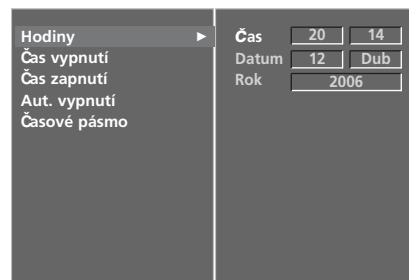 Hodiny ►
Čas vypnutí
Čas zapnutí
Aut. vypnutí
Časové pásmo
Čas 20 14
Datum 12 Dub
Rok 2006